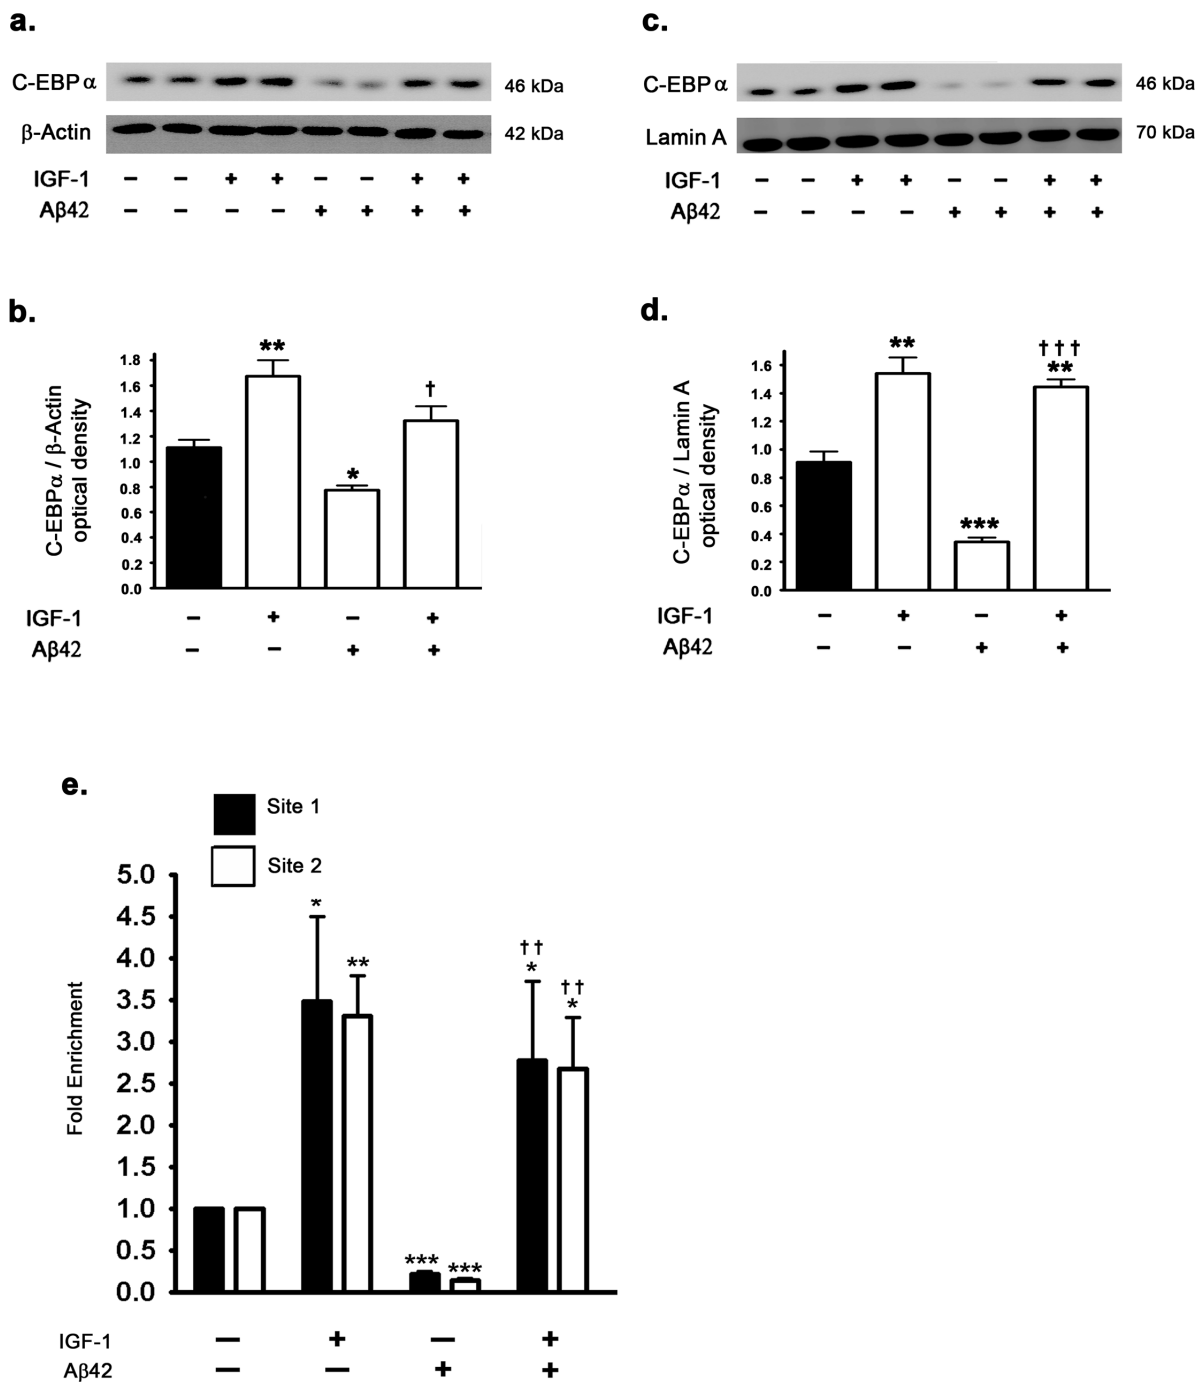 a.
C-EBPα 46 kDa
β-Actin 42 kDa
IGF-1 − − + + − − + +
Aβ42 − − − − + + + +
c.
C-EBPα 46 kDa
Lamin A 70 kDa
IGF-1 − − + + − − + +
Aβ42 − − − − + + + +
b.
C-EBPα / β-Actin
optical density
1.8
1.6
1.4
1.2
1.0
0.8
0.6
0.4
0.2
0.0
**
*
†
IGF-1 − + − +
Aβ42 − − + +
d.
C-EBPα / Lamin A
optical density
1.6
1.4
1.2
1.0
0.8
0.6
0.4
0.2
0.0
**
***
†††
**
IGF-1 − + − +
Aβ42 − − + +
e.
Site 1
Site 2
Fold Enrichment
5.0
4.5
4.0
3.5
3.0
2.5
2.0
1.5
1.0
0.5
0.0
*
**
***
***
††
*
††
*
IGF-1 − + − +
Aβ42 − − + +